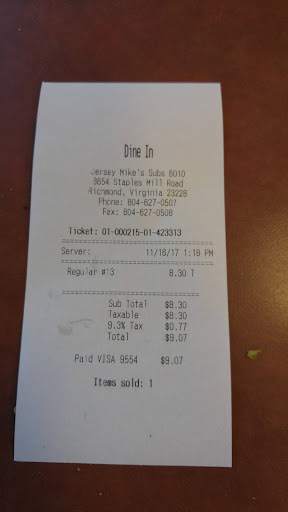 Dine In
Jersey Mike's Subs 6010
9854 Staples Mill Road
Richmond, Virginia 23228
Phone: 804-627-0507
Fax: 804-627-0508
Ticket: 01-000215-01-423313
Server: 11/16/17 1:18 PM
Regular #13 8.30 T
Sub Total $8.30
Taxable $8.30
9.3% Tax $0.77
Total $9.07
Paid VISA 9554 $9.07
Items sold: 1